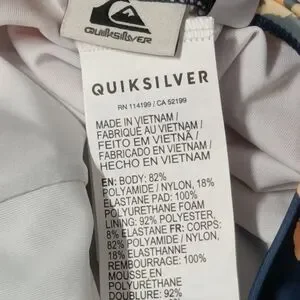 QUIKSILVER
QUIKSILVER
RN 114199 / CA 52199
MADE IN VIETNAM /
FABRIQUÉ AU VIETNAM /
FEITO EM VIETNÃ /
FABRICADO EN VIETNAM /
HECHO EN VIETNAM
EN: BODY: 82%
POLYAMIDE / NYLON, 18%
ELASTANE PAD: 100%
POLYURETHANE FOAM
LINING: 92% POLYESTER,
8% ELASTANE FR: CORPS:
82% POLYAMIDE / NYLON,
18% ELASTHANNE
REMBOURRAGE: 100%
MOUSSE EN
POLYURÉTHANE
DOUBLURE: 92%